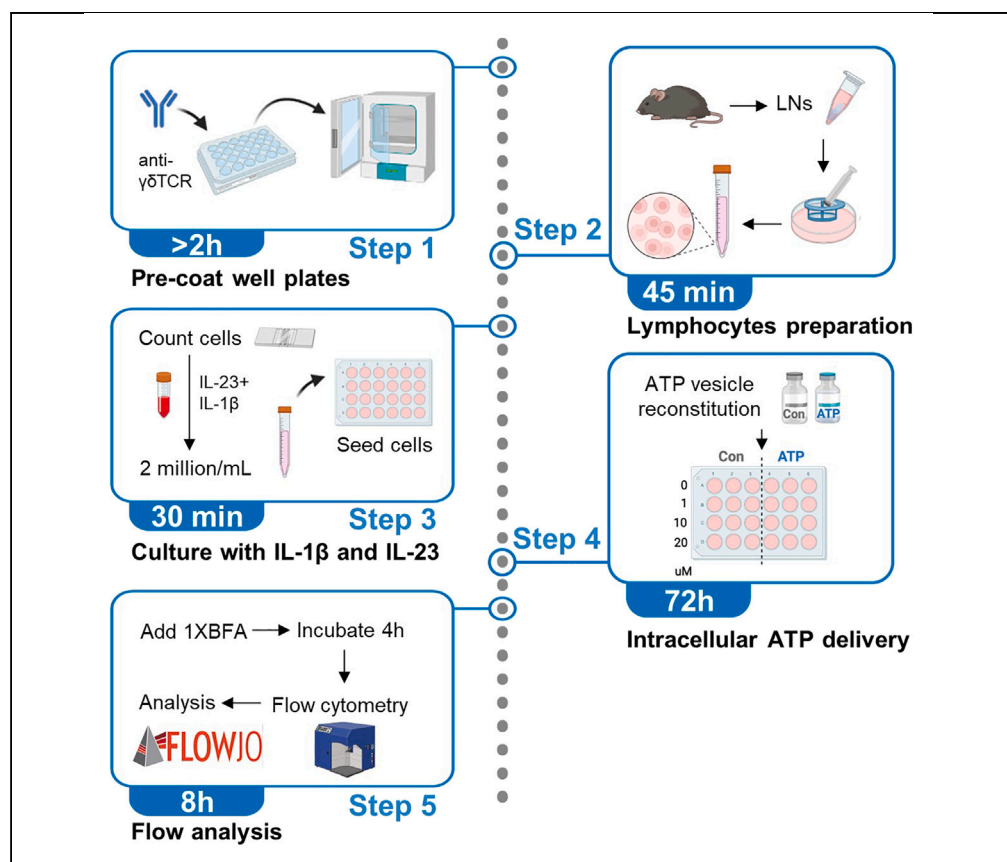 anti-
γδTCR
>2h
Step 1
Pre-coat well plates
LNs
Step 2
45 min
Lymphocytes preparation
Count cells
IL-23+
IL-1β
2 million/mL
Seed cells
30 min
Step 3
Culture with IL-1β and IL-23
ATP vesicle
reconstitution
Con
ATP
Con
ATP
0
1
10
20
uM
Step 4
72h
Intracellular ATP delivery
Add 1XBFA
Incubate 4h
Flow cytometry
Analysis
FLOWJO
8h
Step 5
Flow analysis